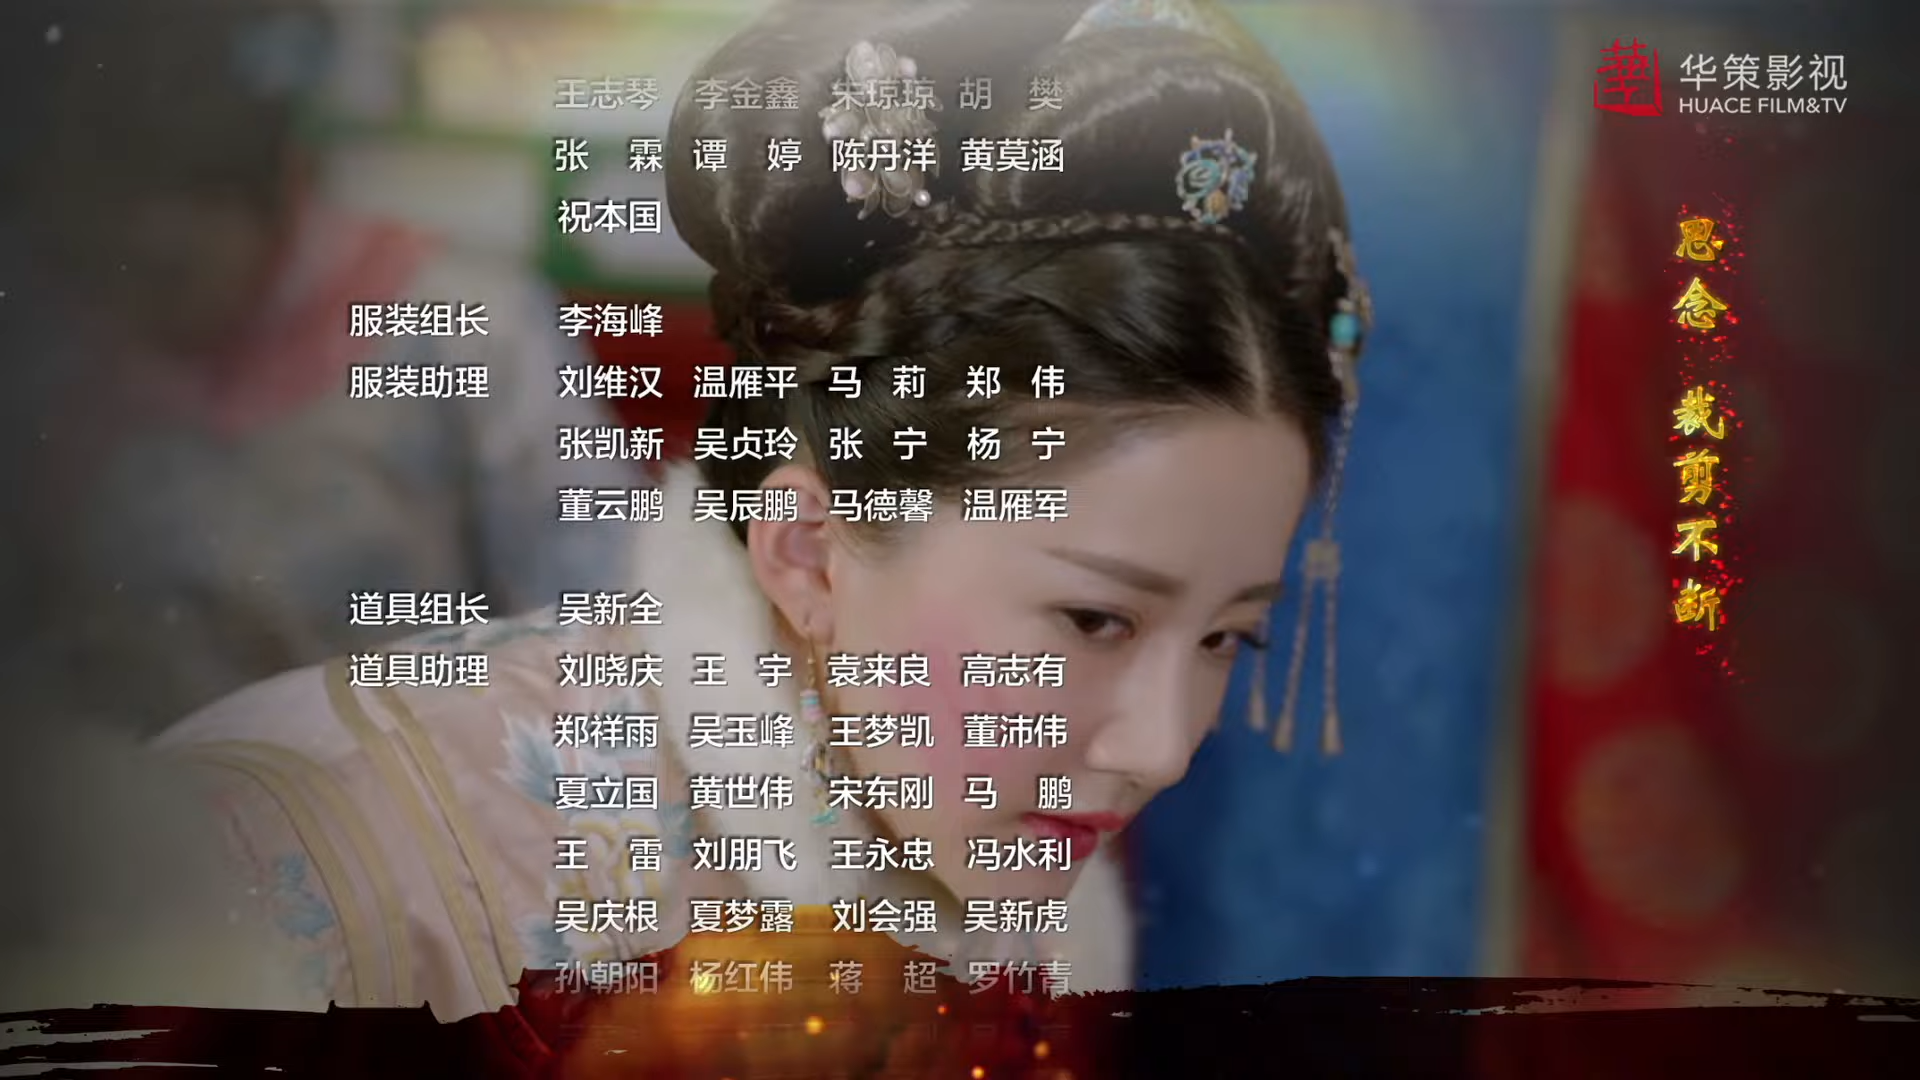 王志琴 李金鑫 朱琼琼 胡 樊
张 霖 谭 婷 陈丹洋 黄莫涵
祝本国
服装组长 李海峰
服装助理 刘维汉 温雁平 马 莉 郑 伟
张凯新 吴贞玲 张 宁 杨 宁
董云鹏 吴辰鹏 马德馨 温雁军
道具组长 吴新全
道具助理 刘晓庆 王 宇 袁来良 高志有
郑祥雨 吴玉峰 王梦凯 董沛伟
夏立国 黄世伟 宋东刚 马 鹏
王 雷 刘朋飞 王永忠 冯水利
吴庆根 夏梦露 刘会强 吴新虎
孙朝阳 杨红伟 蒋 超 罗竹青
華 华策影视
HUACE FILM&TV
思念 裁剪不断